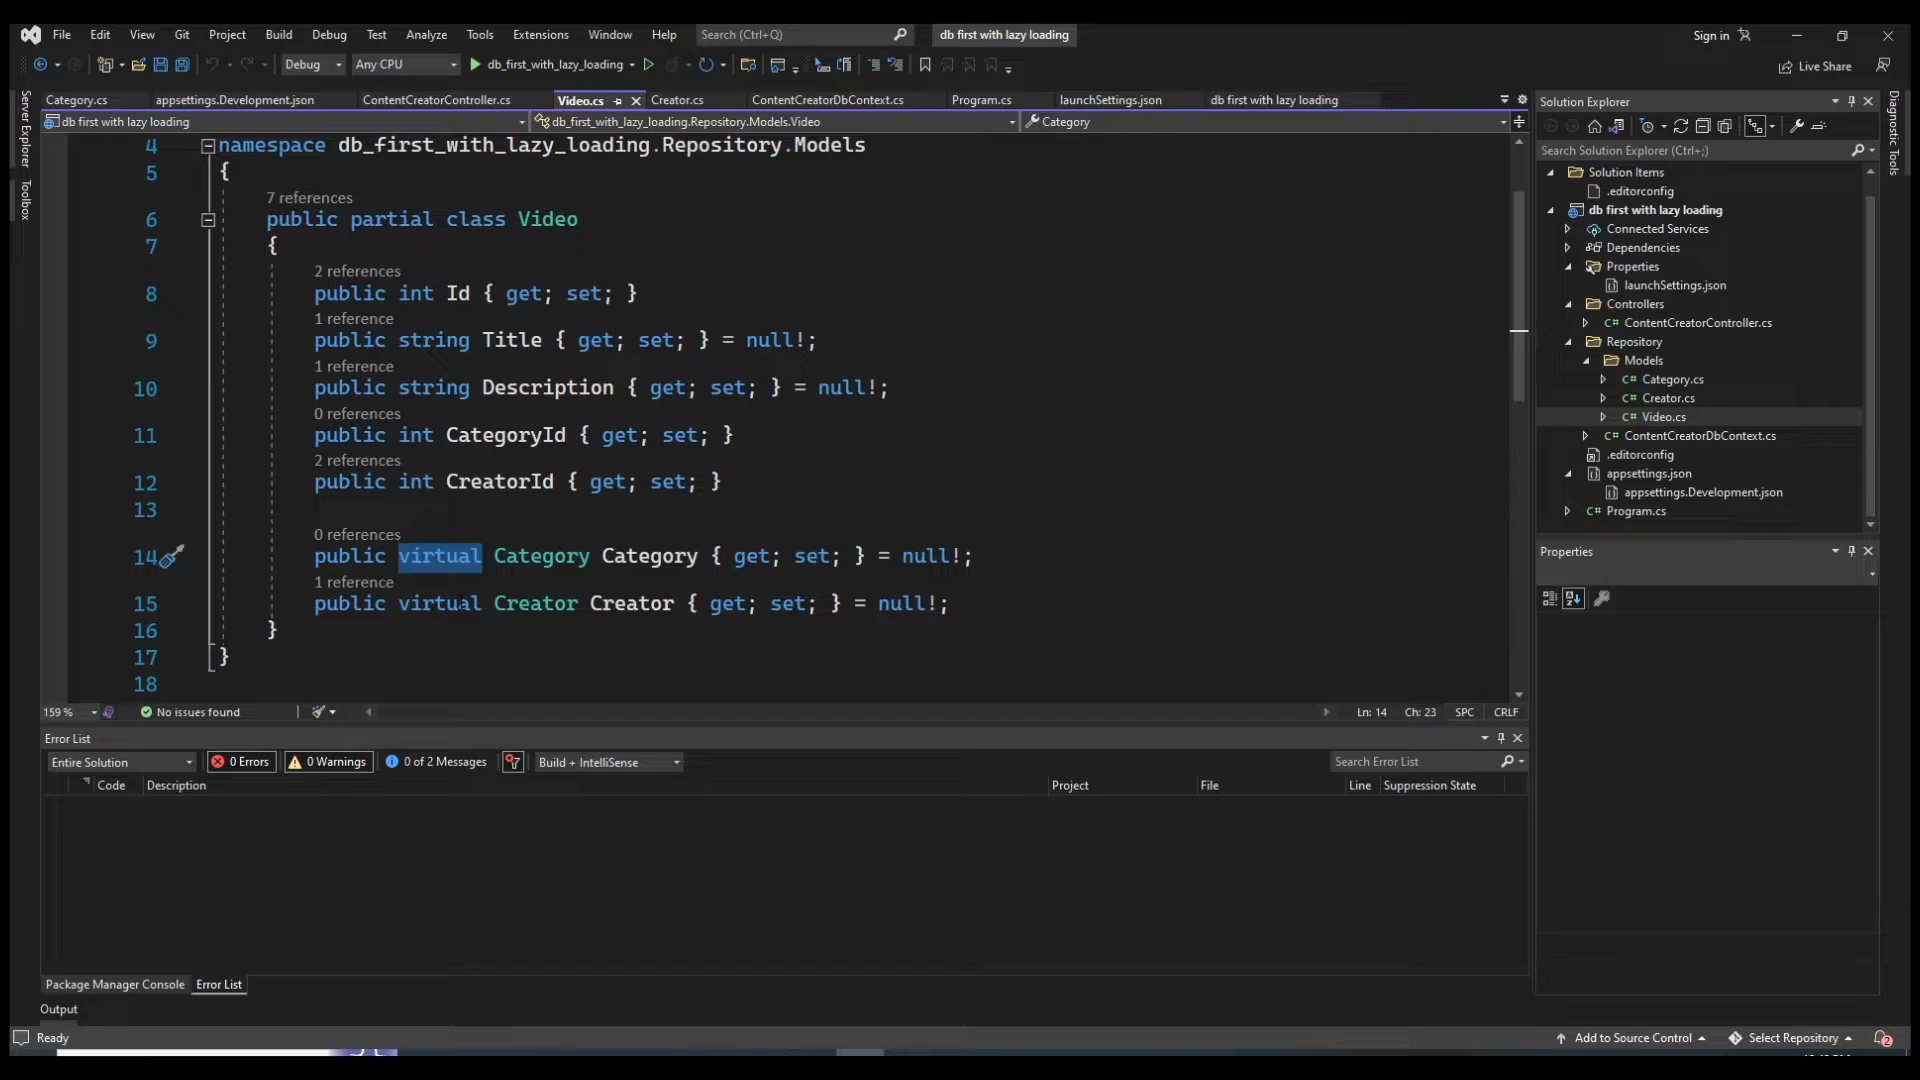 File Edit View Git Project Build Debug Test Analyze Tools Extensions Window Help Search (Ctrl+Q) db first with lazy loading Sign in
Debug Any CPU db_first_with_lazy_loading Live Share
Category.cs appsettings.Development.json ContentCreatorController.cs Video.cs Creator.cs ContentCreatorDbContext.cs Program.cs launchSettings.json db first with lazy loading
db first with lazy loading db_first_with_lazy_loading.Repository.Models.Video Category
Server Explorer
Toolbox
4 namespace db_first_with_lazy_loading.Repository.Models
5 {
7 references
6 public partial class Video
7 {
2 references
8 public int Id { get; set; }
1 reference
9 public string Title { get; set; } = null!;
1 reference
10 public string Description { get; set; } = null!;
0 references
11 public int CategoryId { get; set; }
2 references
12 public int CreatorId { get; set; }
13
0 references
14 public virtual Category Category { get; set; } = null!;
1 reference
15 public virtual Creator Creator { get; set; } = null!;
16 }
17 }
18
159 % No issues found Ln: 14 Ch: 23 SPC CRLF
Error List
Entire Solution 0 Errors 0 Warnings 0 of 2 Messages Build + IntelliSense Search Error List
Code Description Project File Line Suppression State
Package Manager Console Error List
Output
Solution Explorer
Search Solution Explorer (Ctrl+;)
Solution Items
.editorconfig
db first with lazy loading
Connected Services
Dependencies
Properties
launchSettings.json
Controllers
C# ContentCreatorController.cs
Repository
Models
C# Category.cs
C# Creator.cs
C# Video.cs
C# ContentCreatorDbContext.cs
.editorconfig
appsettings.json
appsettings.Development.json
C# Program.cs
Properties
Diagnostic Tools
Ready Add to Source Control Select Repository 2